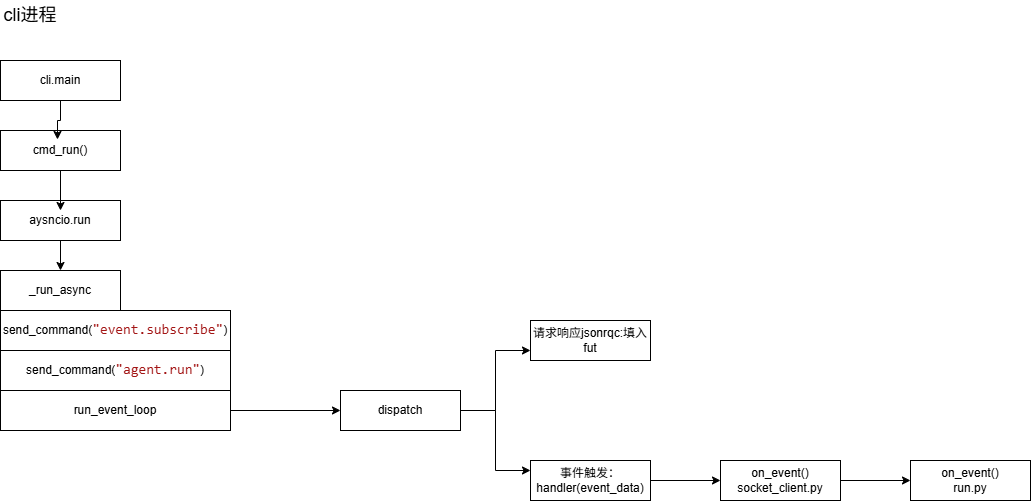 cli进程
cli.main
cmd_run()
aysncio.run
_run_async
send_command("event.subscribe")
send_command("agent.run")
run_event_loop
dispatch
请求响应jsonrqc:填入
fut
事件触发：
handler(event_data)
on_event()
socket_client.py
on_event()
run.py